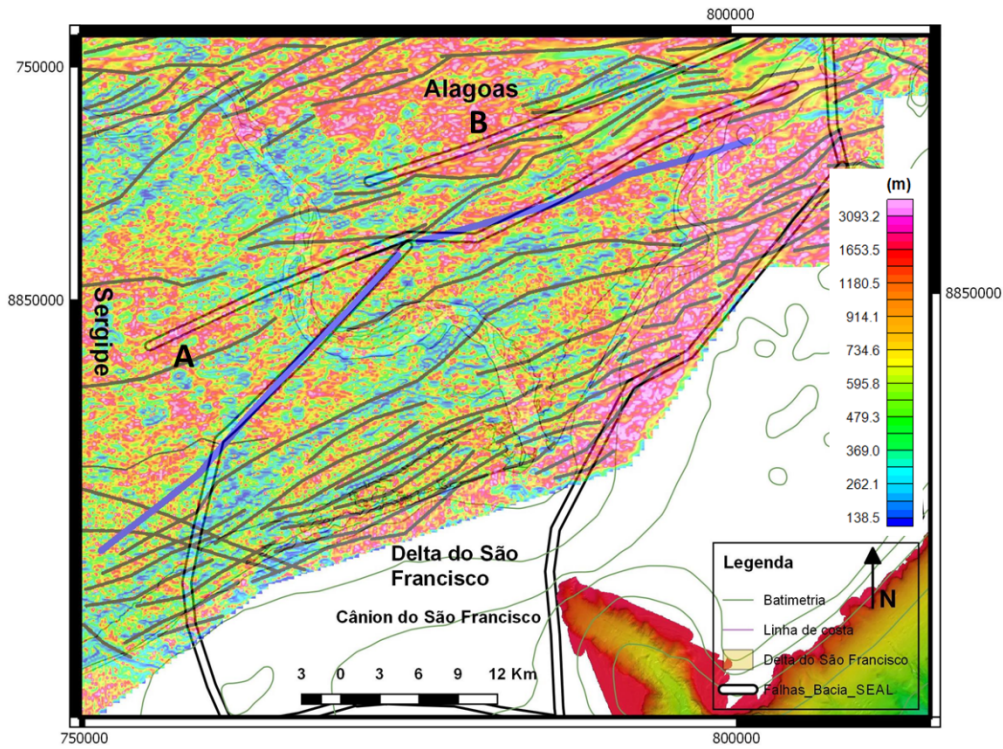 800000
750000
Alagoas
B
(m)
3093.2
1653.5
1180.5
914.1
734.6
595.8
479.3
369.0
262.1
138.5
8850000
8850000
Sergipe
A
Delta do São
Francisco
Cânion do São Francisco
Legenda
N
Batimetria
Linha de costa
Delta do São Francisco
Falhas_Bacia_SEAL
3 0 3 6 9 12 Km
750000
800000